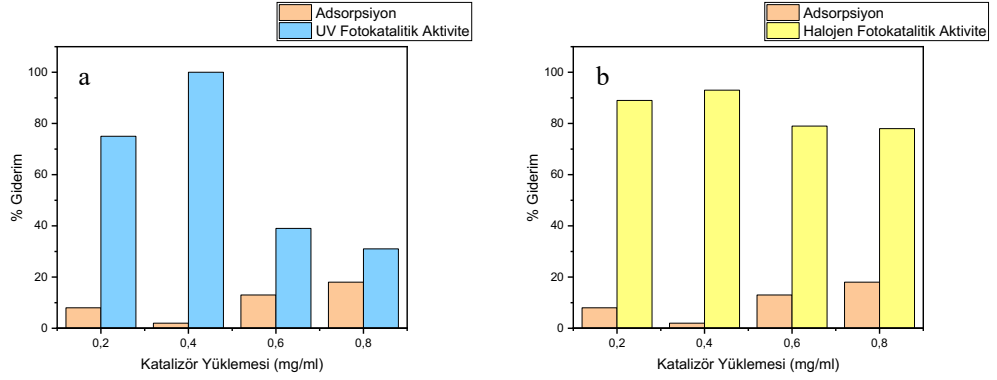 Adsorpsiyon
UV Fotokatalitik Aktivite
a
100
80
60
40
20
0
% Giderim
0,2 0,4 0,6 0,8
Katalizör Yüklemesi (mg/ml)
Adsorpsiyon
Halojen Fotokatalitik Aktivite
b
100
80
60
40
20
0
% Giderim
0,2 0,4 0,6 0,8
Katalizör Yüklemesi (mg/ml)